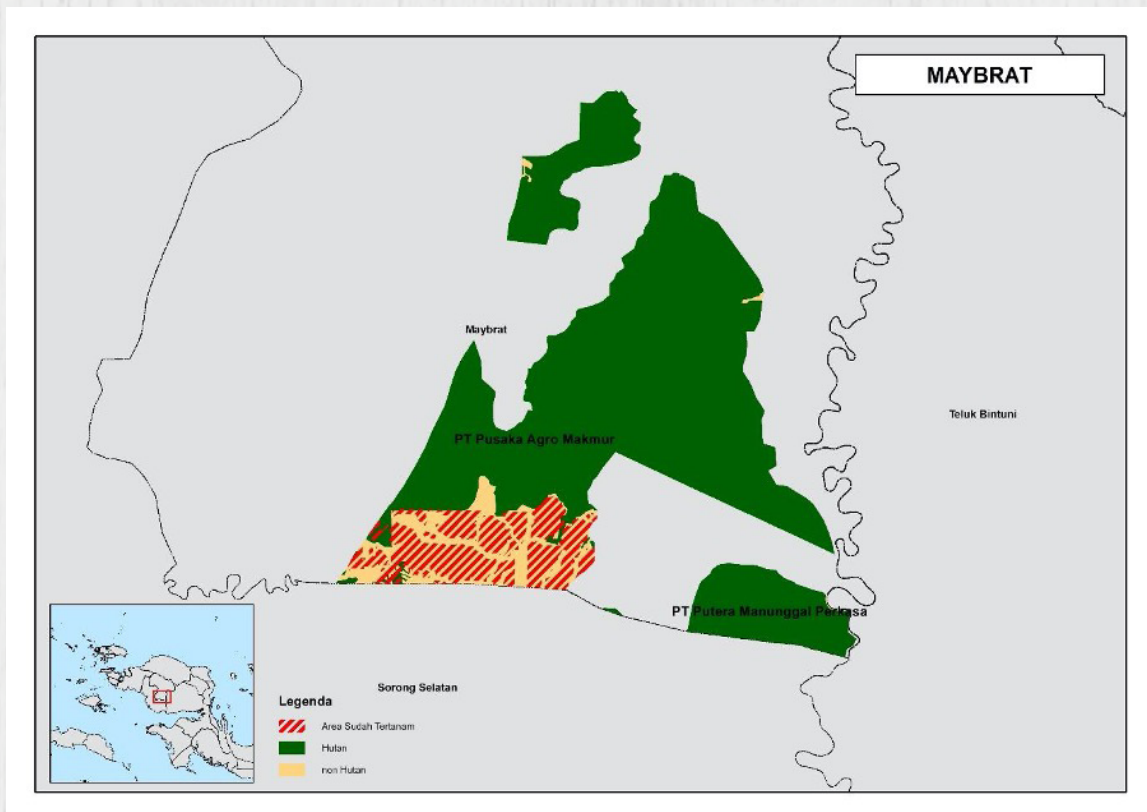 MAYBRAT
Maybrat
Teluk Bintuni
PT Pusaka Agro Makmur
PT Putera Manunggal Perkasa
Sorong Selatan
Legenda
Area Sudah Tertanam
Hutan
non Hutan